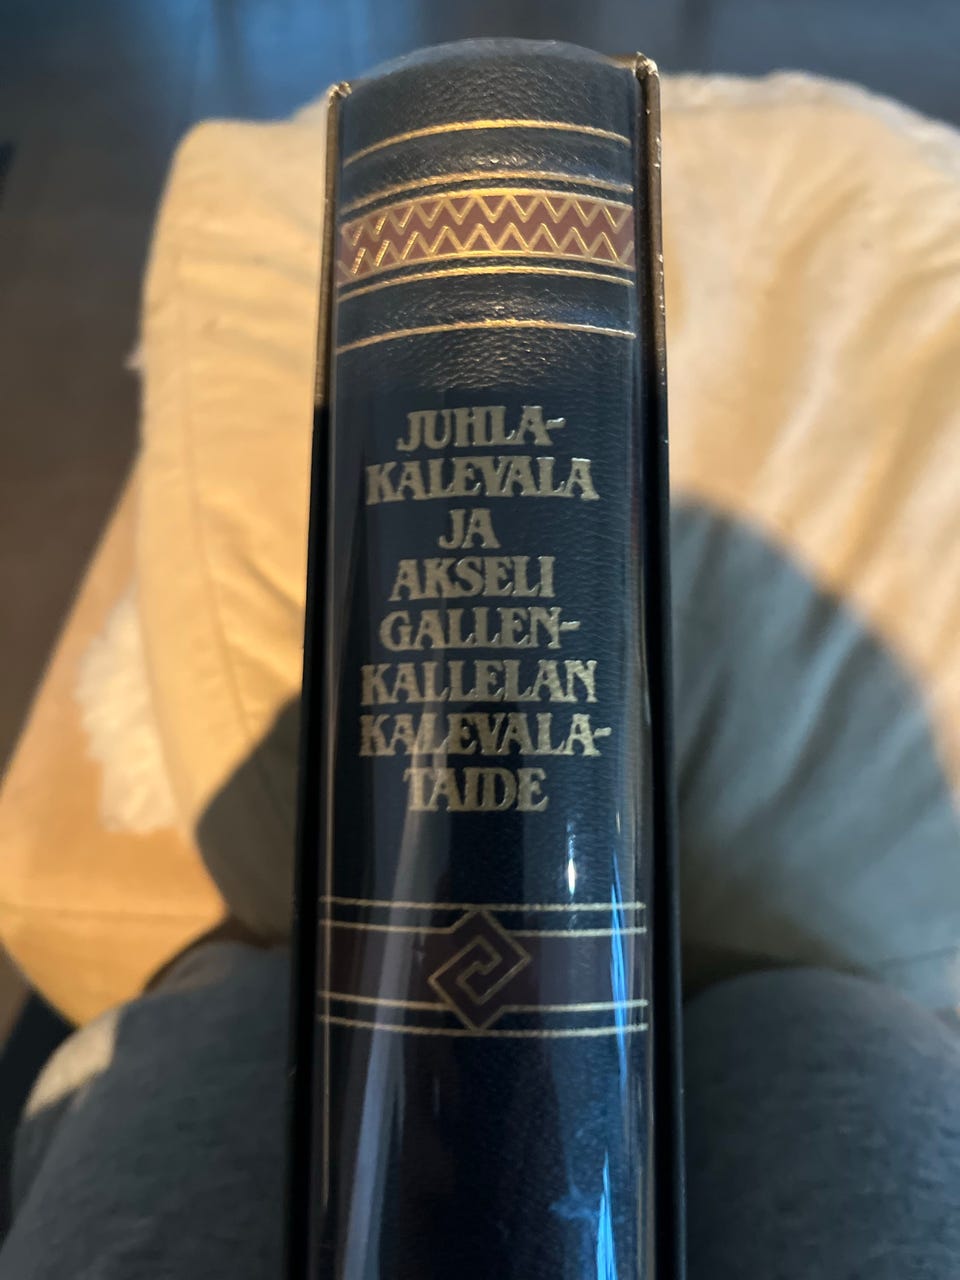 JUHLA-
KALEVALA
JA
AKSELI
GALLEN-
KALLELAN
KALEVALA-
TAIDE